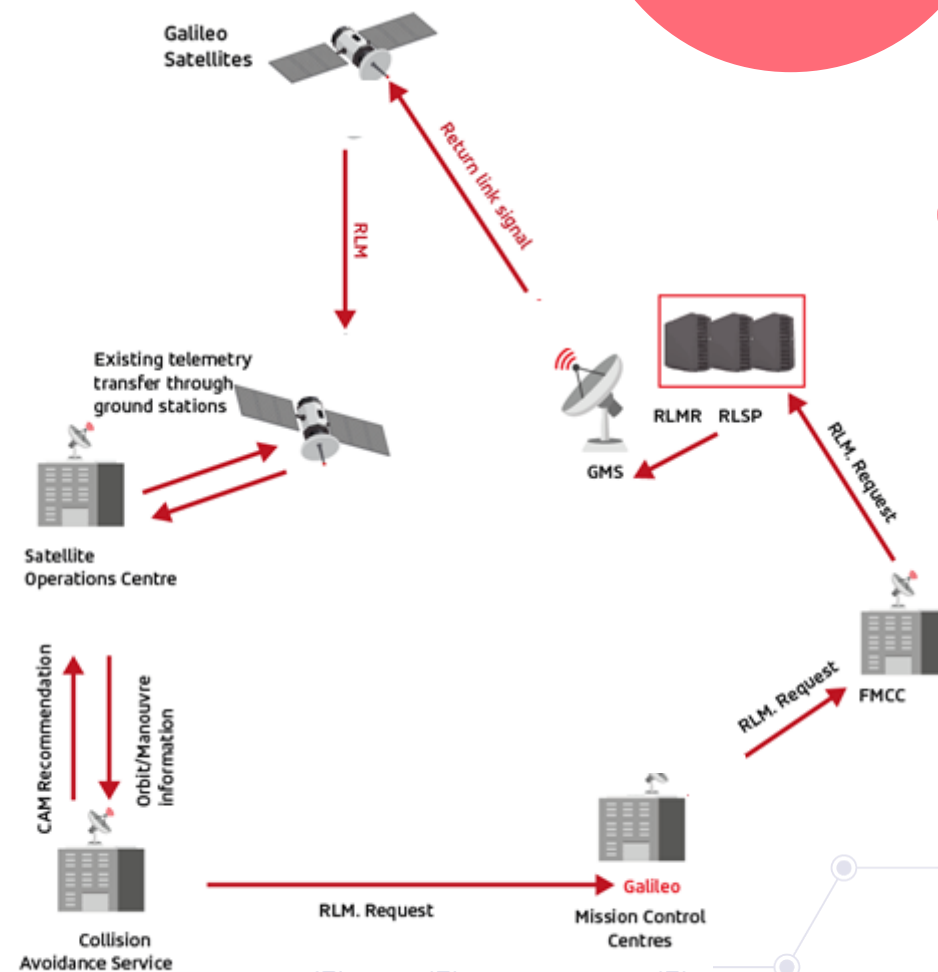 Galileo
Satellites
Return link signal
RLM
Existing telemetry
transfer through
ground stations
RLMR RLSP
GMS
RLM. Request
Satellite
Operations Centre
FMCC
RLM. Request
CAM Recommendation
Orbit/Manouvre
information
Galileo
Mission Control
Centres
RLM. Request
Collision
Avoidance Service